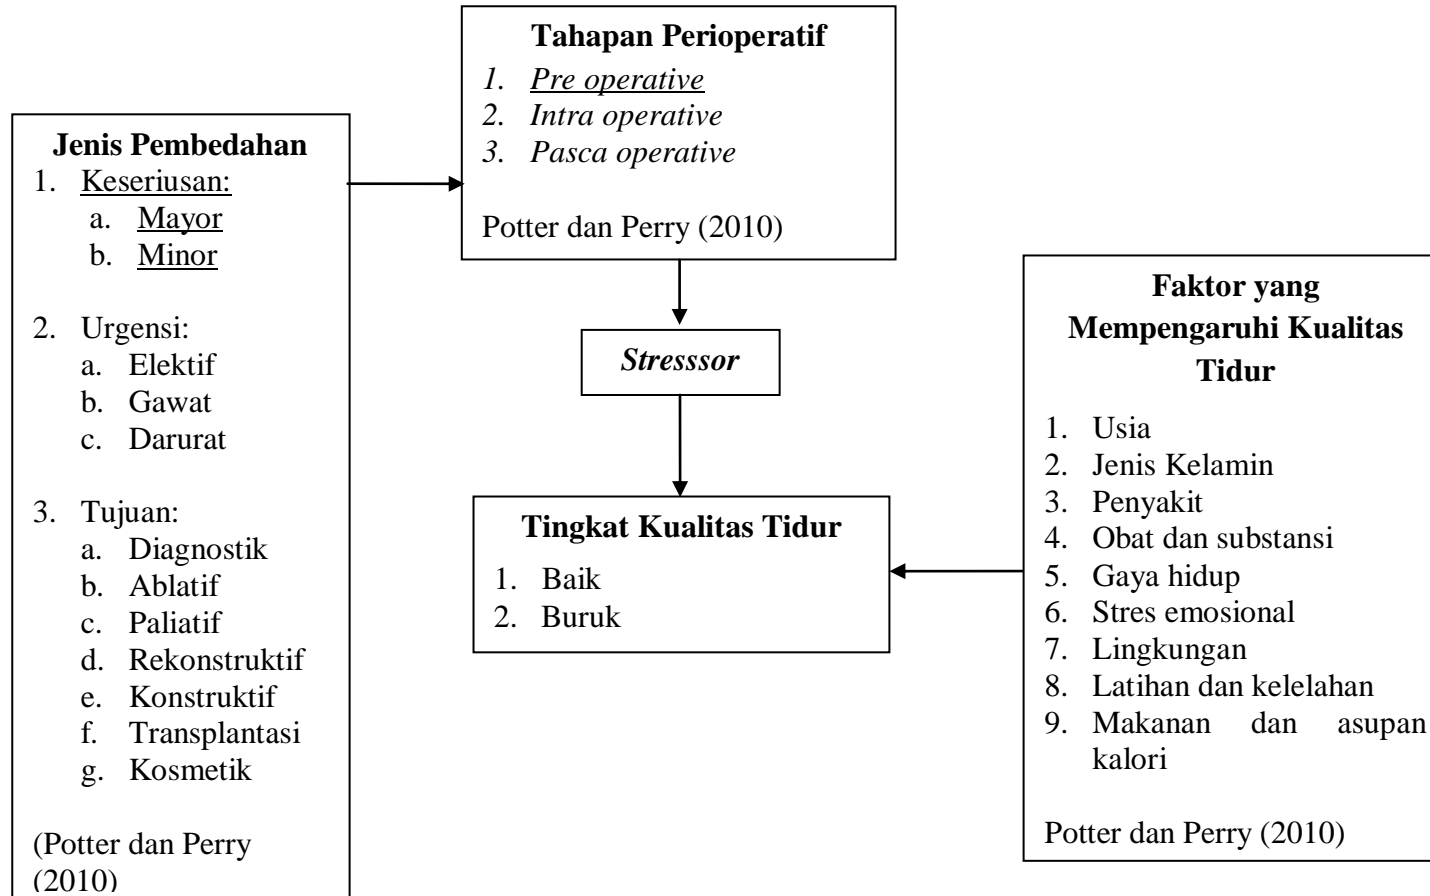 Tahapan Perioperatif
1. Pre operative
2. Intra operative
3. Pasca operative
Potter dan Perry (2010)
Jenis Pembedahan
1. Keseriusan:
a. Mayor
b. Minor
2. Urgensi:
a. Elektif
b. Gawat
c. Darurat
3. Tujuan:
a. Diagnostik
b. Ablatif
c. Paliatif
d. Rekonstruktif
e. Konstruktif
f. Transplantasi
g. Kosmetik
(Potter dan Perry
(2010)
Stresssor
Tingkat Kualitas Tidur
1. Baik
2. Buruk
Faktor yang
Mempengaruhi Kualitas
Tidur
1. Usia
2. Jenis Kelamin
3. Penyakit
4. Obat dan substansi
5. Gaya hidup
6. Stres emosional
7. Lingkungan
8. Latihan dan kelelahan
9. Makanan dan asupan
kalori
Potter dan Perry (2010)